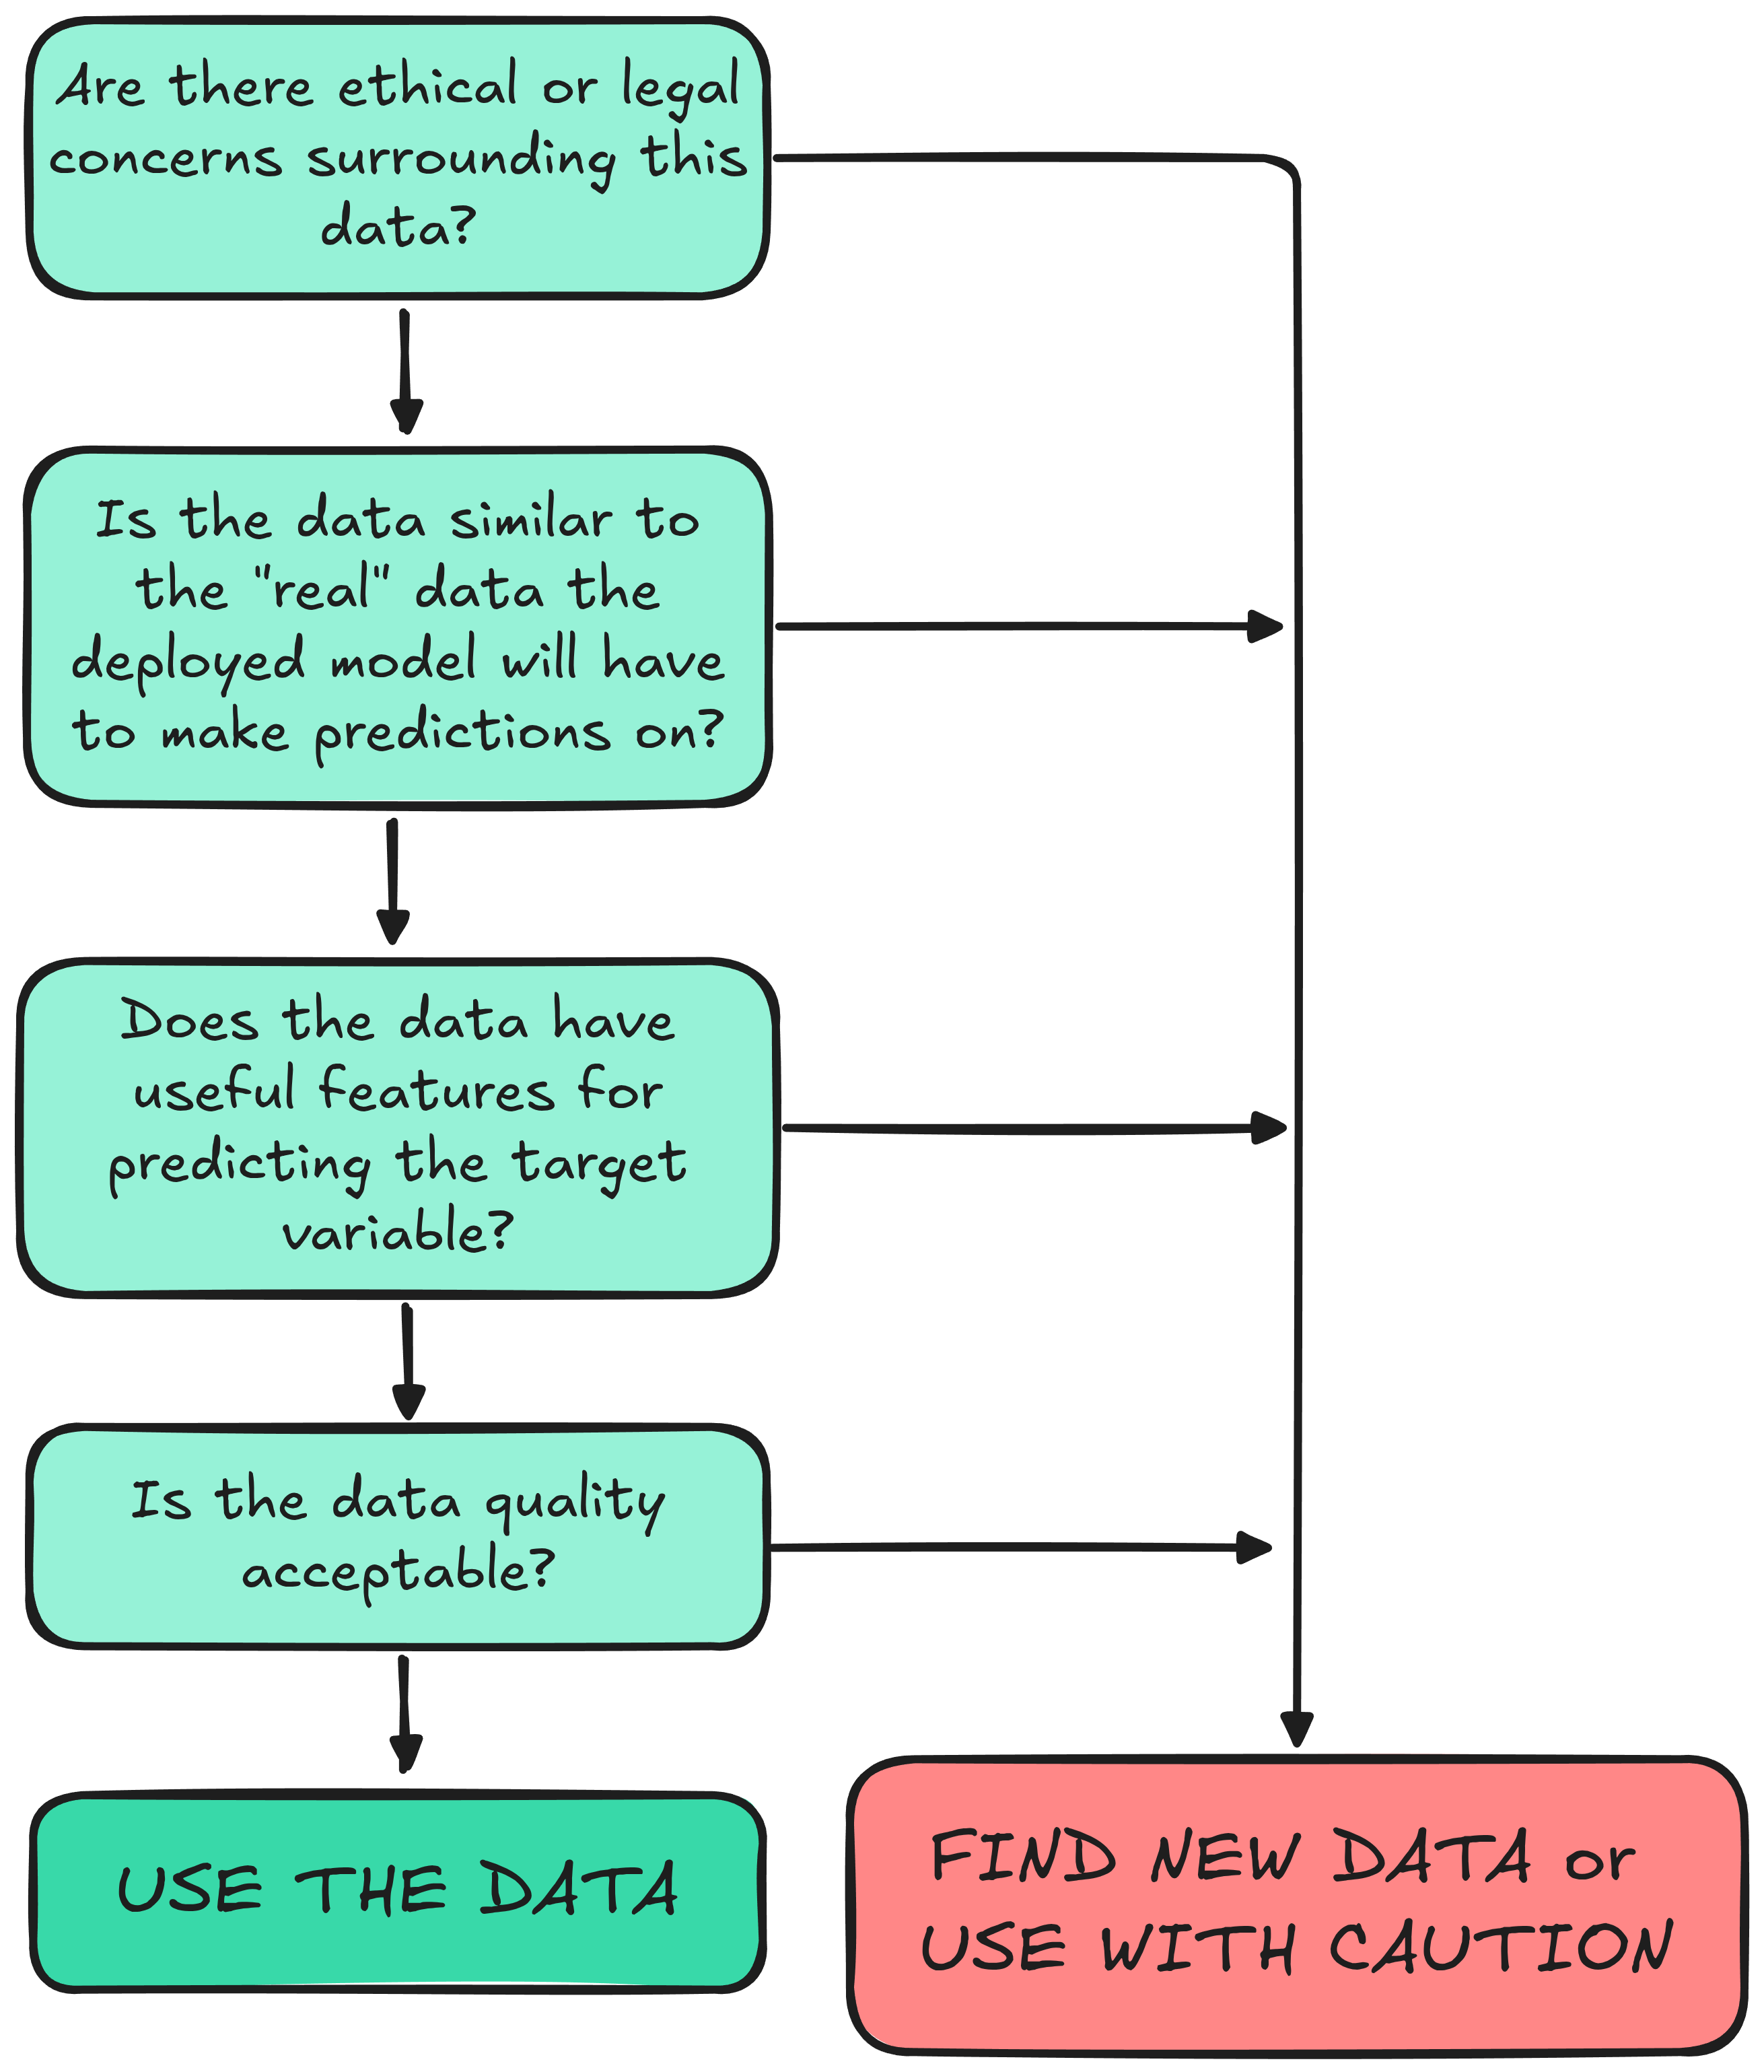 Are there ethical or legal
concerns surrounding this
data?
Is the data similar to
the "real" data the
deployed model will have
to make predictions on?
Does the data have
useful features for
predicting the target
variable?
Is the data quality
acceptable?
USE THE DATA
FIND NEW DATA or
USE WITH CAUTION